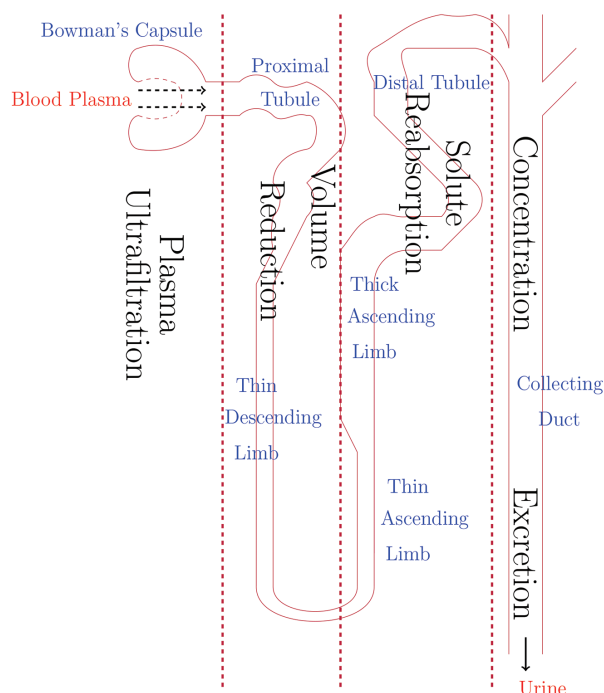 Bowman's Capsule
Blood Plasma
Plasma
Ultrafiltration
Proximal
Tubule
Volume
Reduction
Thin
Descending
Limb
Distal Tubule
Solute
Reabsorption
Thick
Ascending
Limb
Thin
Ascending
Limb
Concentration
Collecting
Duct
Excretion
Urine